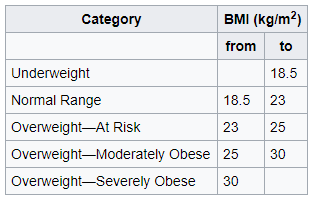 Category BMI (kg/m²)
from to
Underweight 18.5
Normal Range 18.5 23
Overweight—At Risk 23 25
Overweight—Moderately Obese 25 30
Overweight—Severely Obese 30